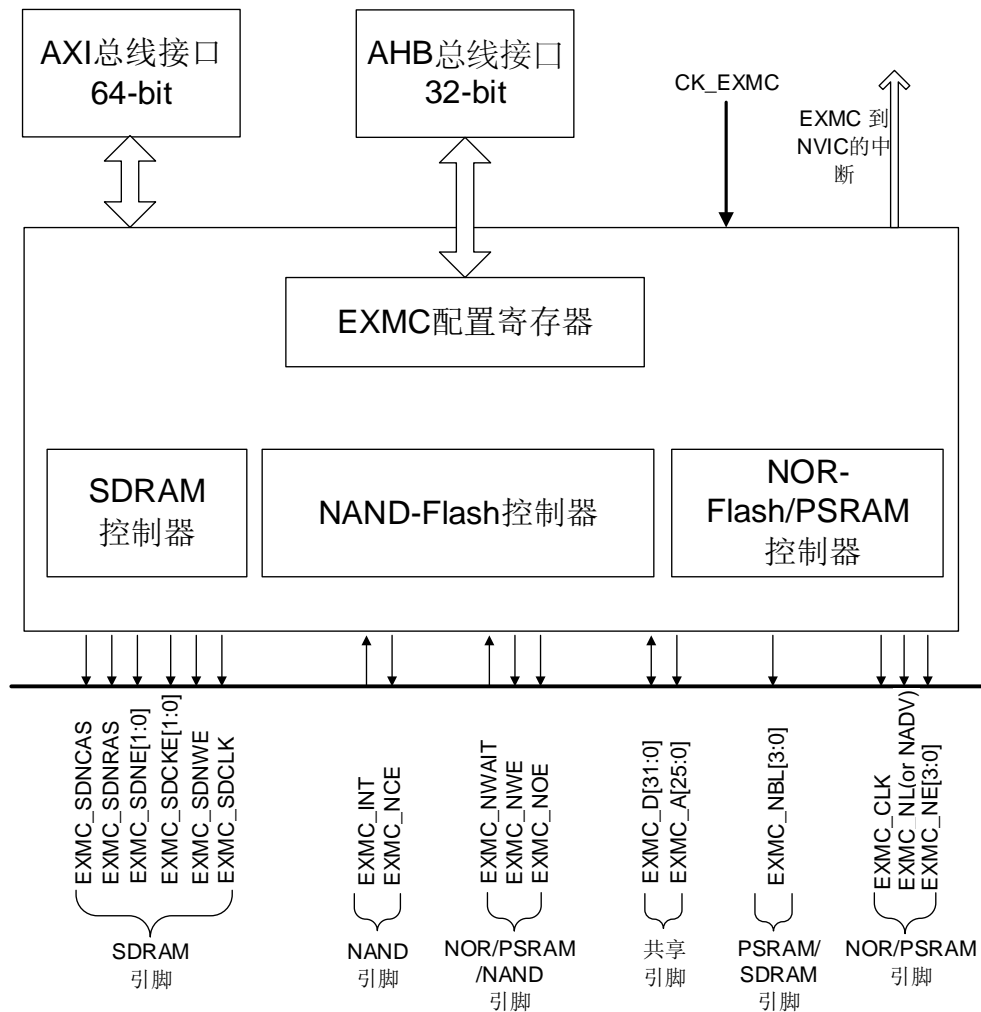 AXI总线接口
64-bit
AHB总线接口
32-bit
CK_EXMC
EXMC 到
NVIC的中
断
EXMC配置寄存器
SDRAM
控制器
NAND-Flash控制器
NOR-
Flash/PSRAM
控制器
EXMC_SDNCAS
EXMC_SDNRAS
EXMC_SDNE[1:0]
EXMC_SDCKE[1:0]
EXMC_SDNWE
EXMC_SDCLK
EXMC_INT
EXMC_NCE
EXMC_NWAIT
EXMC_NWE
EXMC_NOE
EXMC_D[31:0]
EXMC_A[25:0]
EXMC_NBL[3:0]
EXMC_CLK
EXMC_NL(or NADV)
EXMC_NE[3:0]
SDRAM
引脚
NAND
引脚
NOR/PSRAM
/NAND
引脚
共享
引脚
PSRAM/
SDRAM
引脚
NOR/PSRAM
引脚